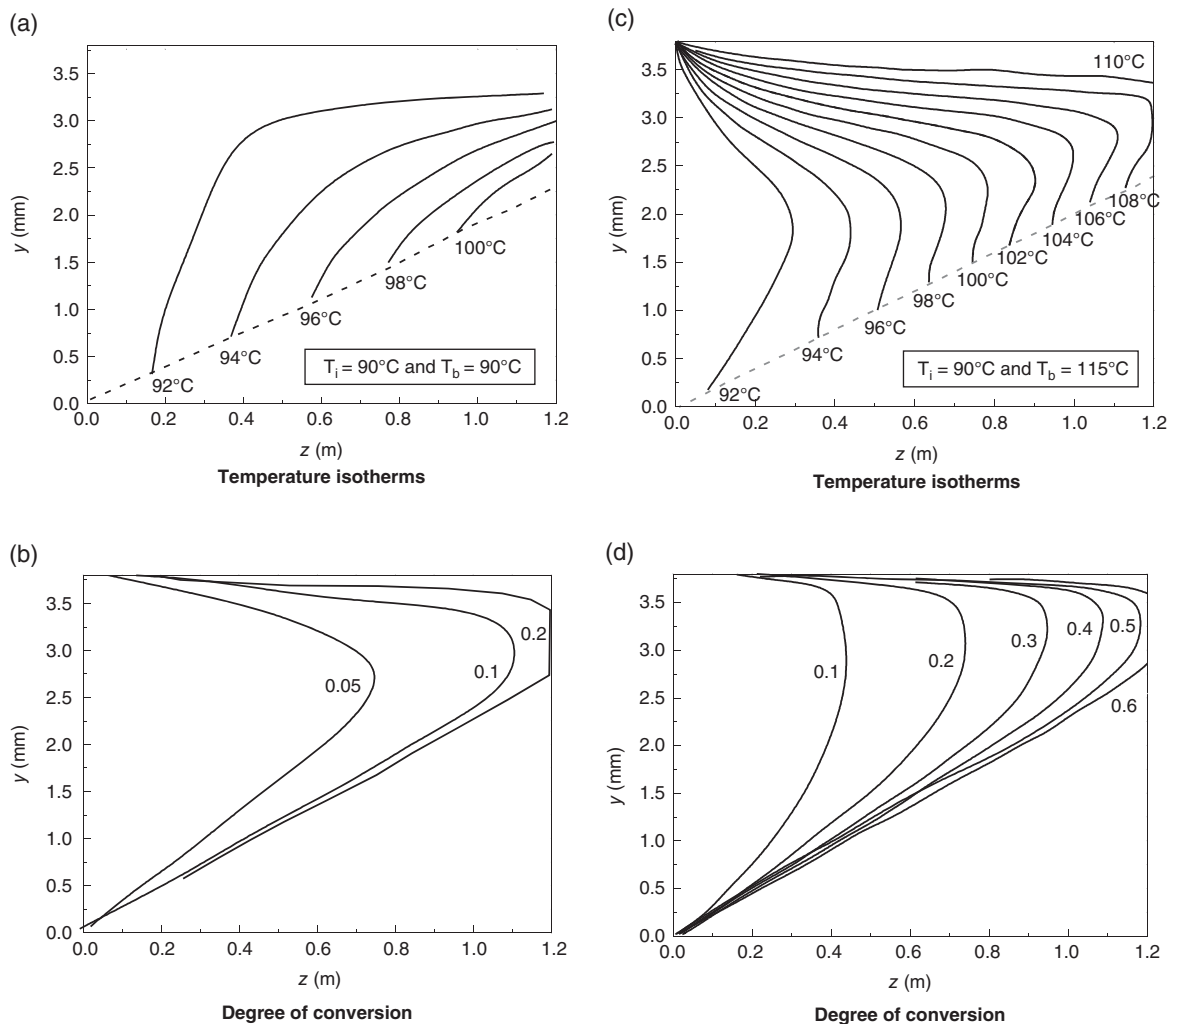 (a)
3.5
3.0
2.5
2.0
1.5
1.0
0.5
0.0
y (mm)
100°C
98°C
96°C
94°C
92°C
Tᵢ = 90°C and T_b = 90°C
0.0 0.2 0.4 0.6 0.8 1.0 1.2
z (m)
Temperature isotherms
(c)
3.5
3.0
2.5
2.0
1.5
1.0
0.5
0.0
y (mm)
110°C
108°C
106°C
104°C
102°C
100°C
98°C
96°C
94°C
92°C
Tᵢ = 90°C and T_b = 115°C
0.0 0.2 0.4 0.6 0.8 1.0 1.2
z (m)
Temperature isotherms
(b)
3.5
3.0
2.5
2.0
1.5
1.0
0.5
0.0
y (mm)
0.2
0.1
0.05
0.0 0.2 0.4 0.6 0.8 1.0 1.2
z (m)
Degree of conversion
(d)
3.5
3.0
2.5
2.0
1.5
1.0
0.5
0.0
y (mm)
0.1 0.2 0.3 0.4 0.5
0.6
0.0 0.2 0.4 0.6 0.8 1.0 1.2
z (m)
Degree of conversion